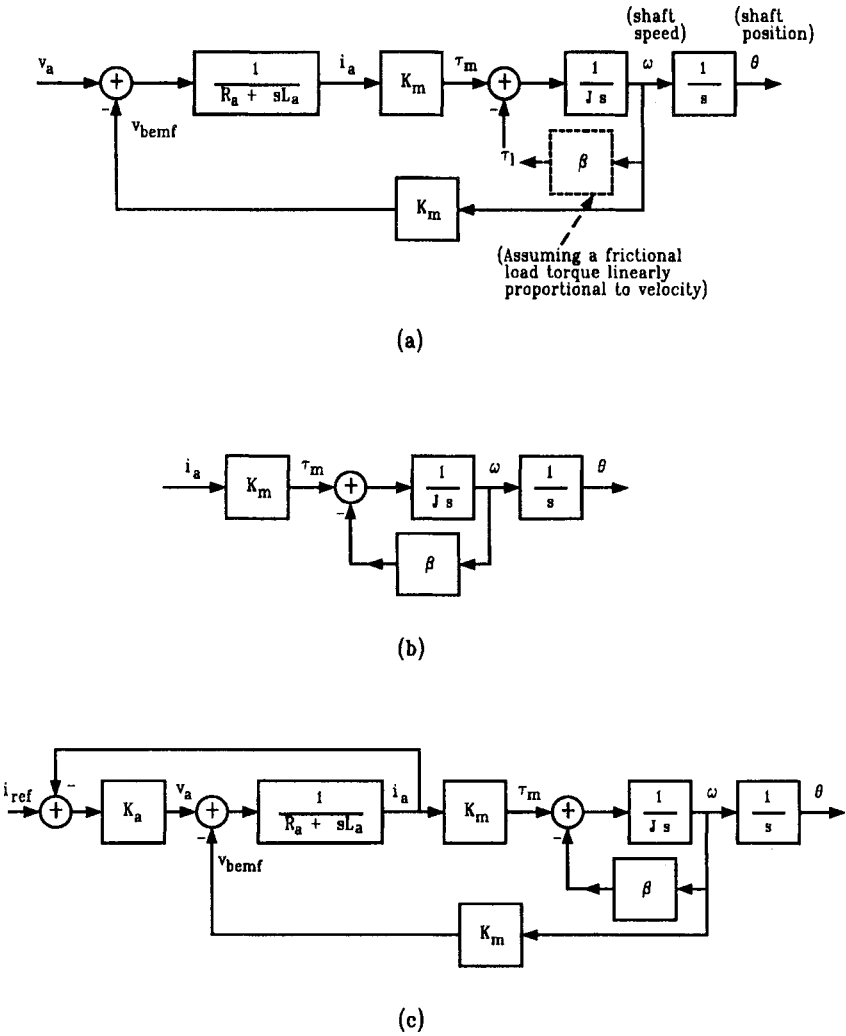 (shaft speed) (shaft position)
v_a + - 1 / R_a + sL_a i_a K_m τ_m + - 1 / J s ω 1 / s θ
v_bemf τ_l β
K_m
(Assuming a frictional
load torque linearly
proportional to velocity)
(a)
i_a K_m τ_m + - 1 / J s ω 1 / s θ
β
(b)
i_ref + - K_a v_a + - 1 / R_a + sL_a i_a K_m τ_m + - 1 / J s ω 1 / s θ
v_bemf β
K_m
(c)